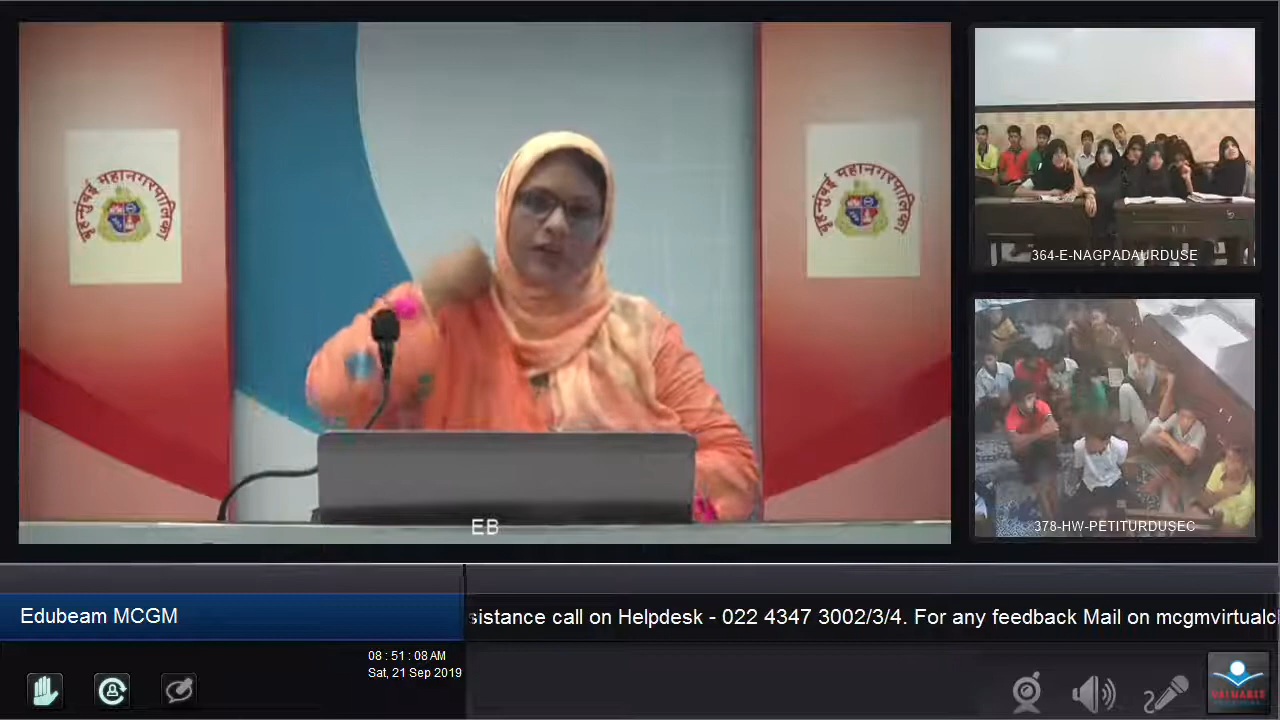 बृहन्मुंबई महानगरपालिका
बृहन्मुंबई महानगरपालिका
EB
364-E-NAGPADAURDUSE
378-HW-PETITURDUSEC
Edubeam MCGM
sistance call on Helpdesk - 022 4347 3002/3/4. For any feedback Mail on mcgmvirtualcl
08 : 51 : 08 AM
Sat, 21 Sep 2019
VALUABLE